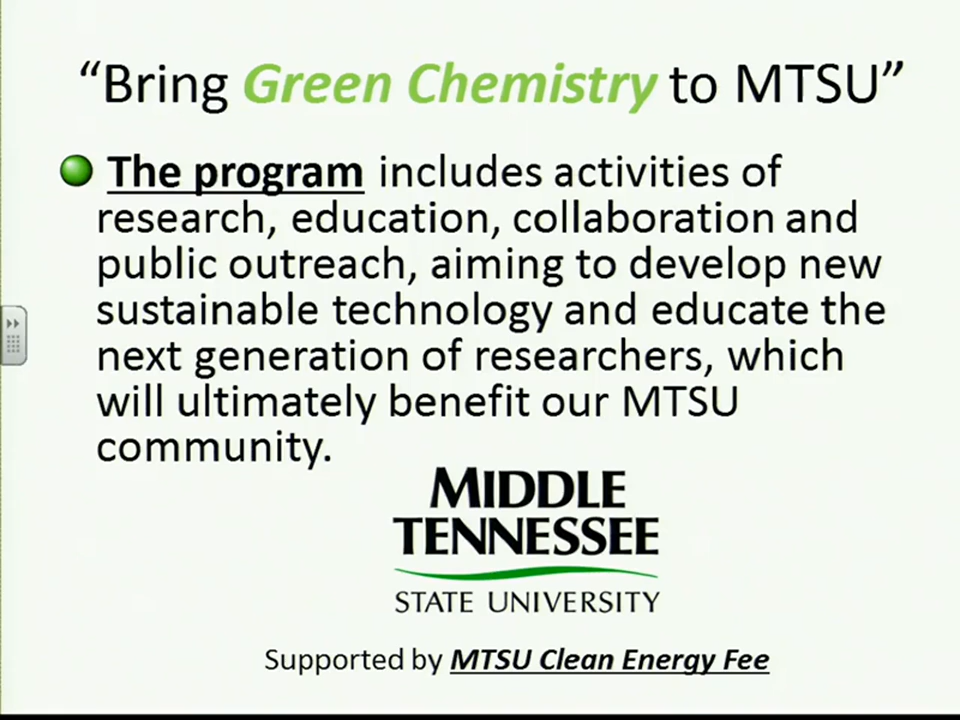 “Bring Green Chemistry to MTSU”
The program includes activities of
research, education, collaboration and
public outreach, aiming to develop new
sustainable technology and educate the
next generation of researchers, which
will ultimately benefit our MTSU
community.
MIDDLE
TENNESSEE
STATE UNIVERSITY
Supported by MTSU Clean Energy Fee